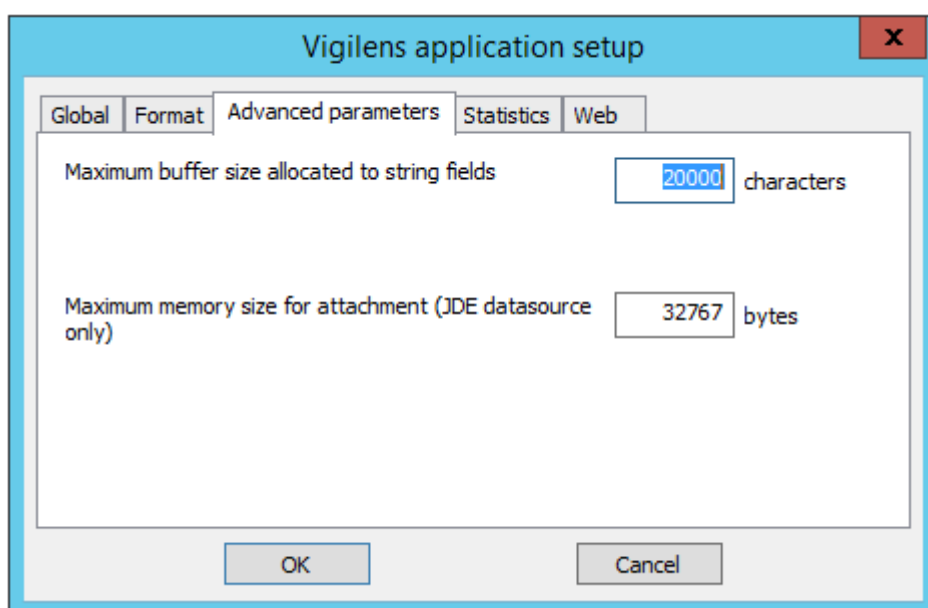 Vigilens application setup
x
Global Format Advanced parameters Statistics Web
Maximum buffer size allocated to string fields 20000 characters
Maximum memory size for attachment (JDE datasource
only) 32767 bytes
OK Cancel